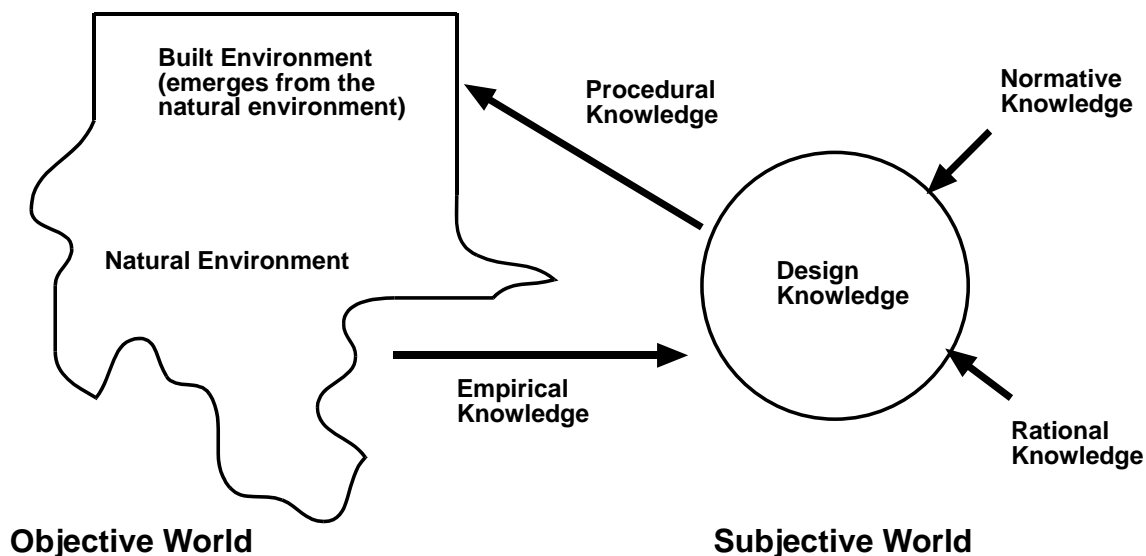 Built Environment
(emerges from the
natural environment)
Natural Environment
Procedural
Knowledge
Normative
Knowledge
Design
Knowledge
Empirical
Knowledge
Rational
Knowledge
Objective World
Subjective World